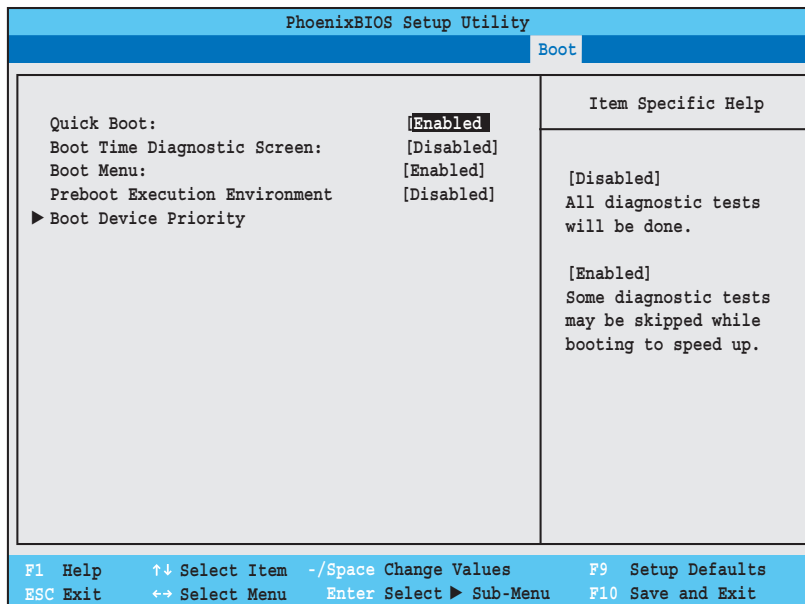 PhoenixBIOS Setup Utility
Boot
Quick Boot: [Enabled
Boot Time Diagnostic Screen: [Disabled]
Boot Menu: [Enabled]
Preboot Execution Environment [Disabled]
▶ Boot Device Priority
Item Specific Help
[Disabled]
All diagnostic tests
will be done.
[Enabled]
Some diagnostic tests
may be skipped while
booting to speed up.
F1 Help ↑↓ Select Item -/Space Change Values F9 Setup Defaults
ESC Exit ←→ Select Menu Enter Select ▶ Sub-Menu F10 Save and Exit